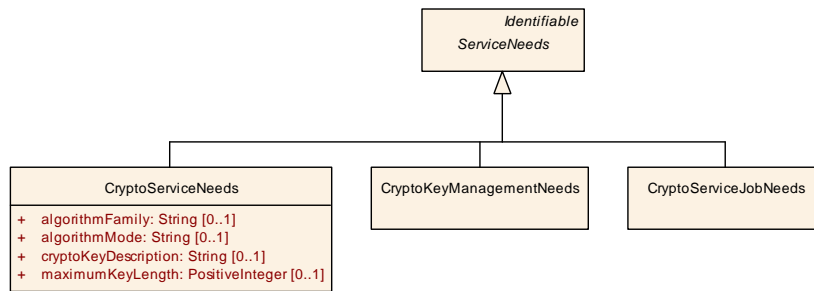 Identifiable
ServiceNeeds
CryptoServiceNeeds
+ algorithmFamily: String [0..1]
+ algorithmMode: String [0..1]
+ cryptoKeyDescription: String [0..1]
+ maximumKeyLength: PositiveInteger [0..1]
CryptoKeyManagementNeeds
CryptoServiceJobNeeds